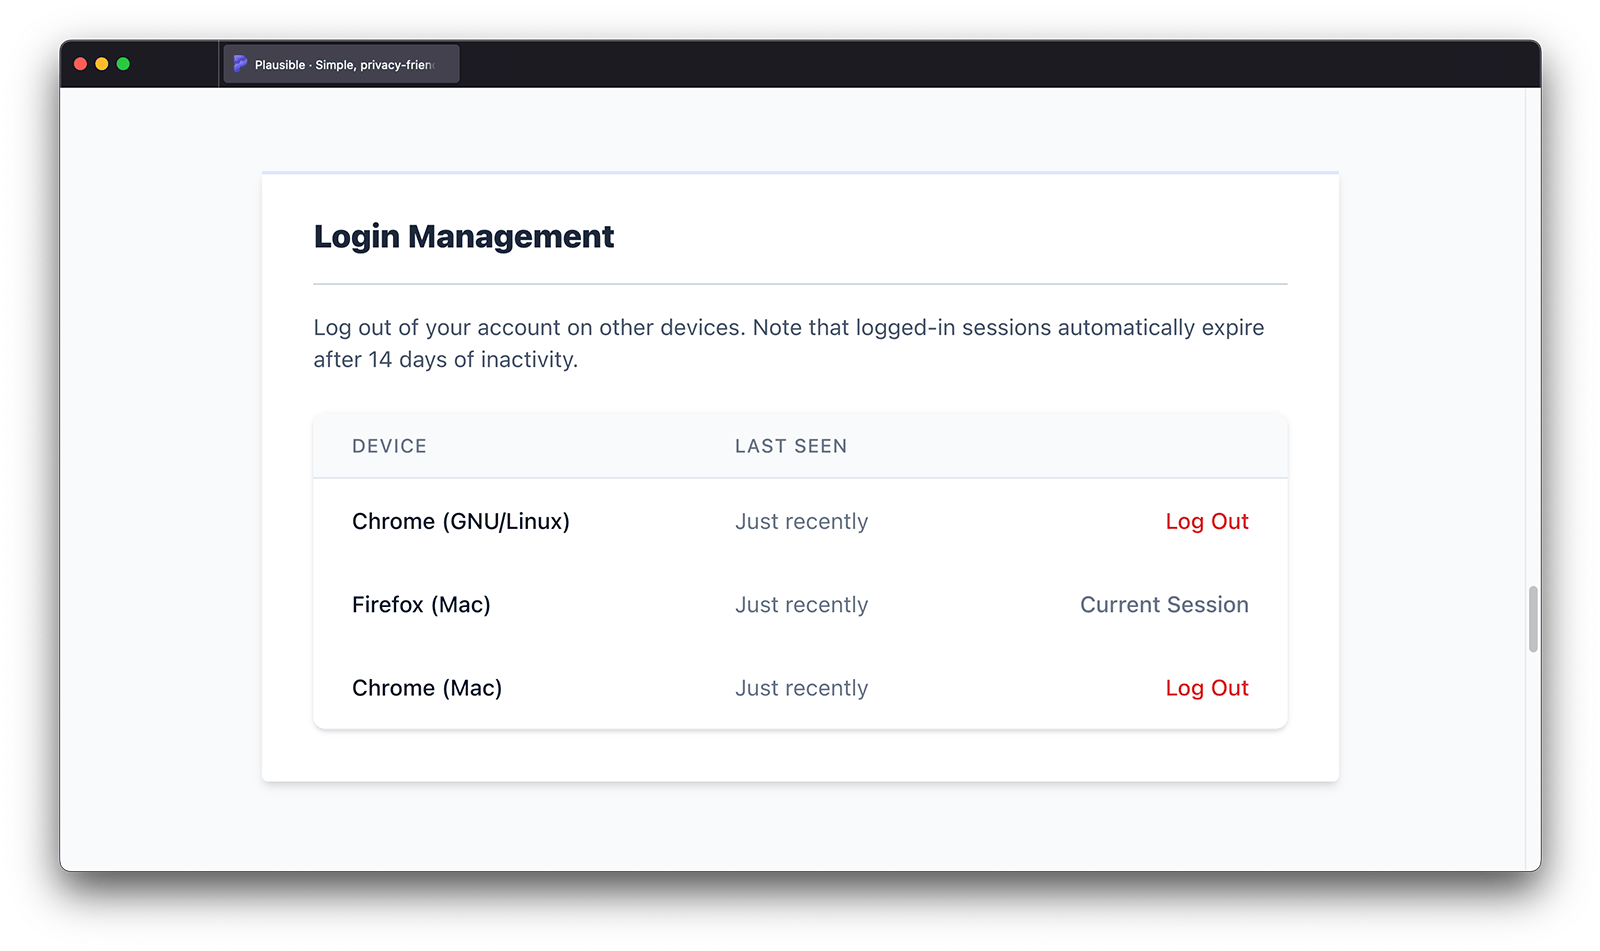 Plausible · Simple, privacy-frien
Login Management
Log out of your account on other devices. Note that logged-in sessions automatically expire
after 14 days of inactivity.
DEVICE LAST SEEN
Chrome (GNU/Linux) Just recently Log Out
Firefox (Mac) Just recently Current Session
Chrome (Mac) Just recently Log Out